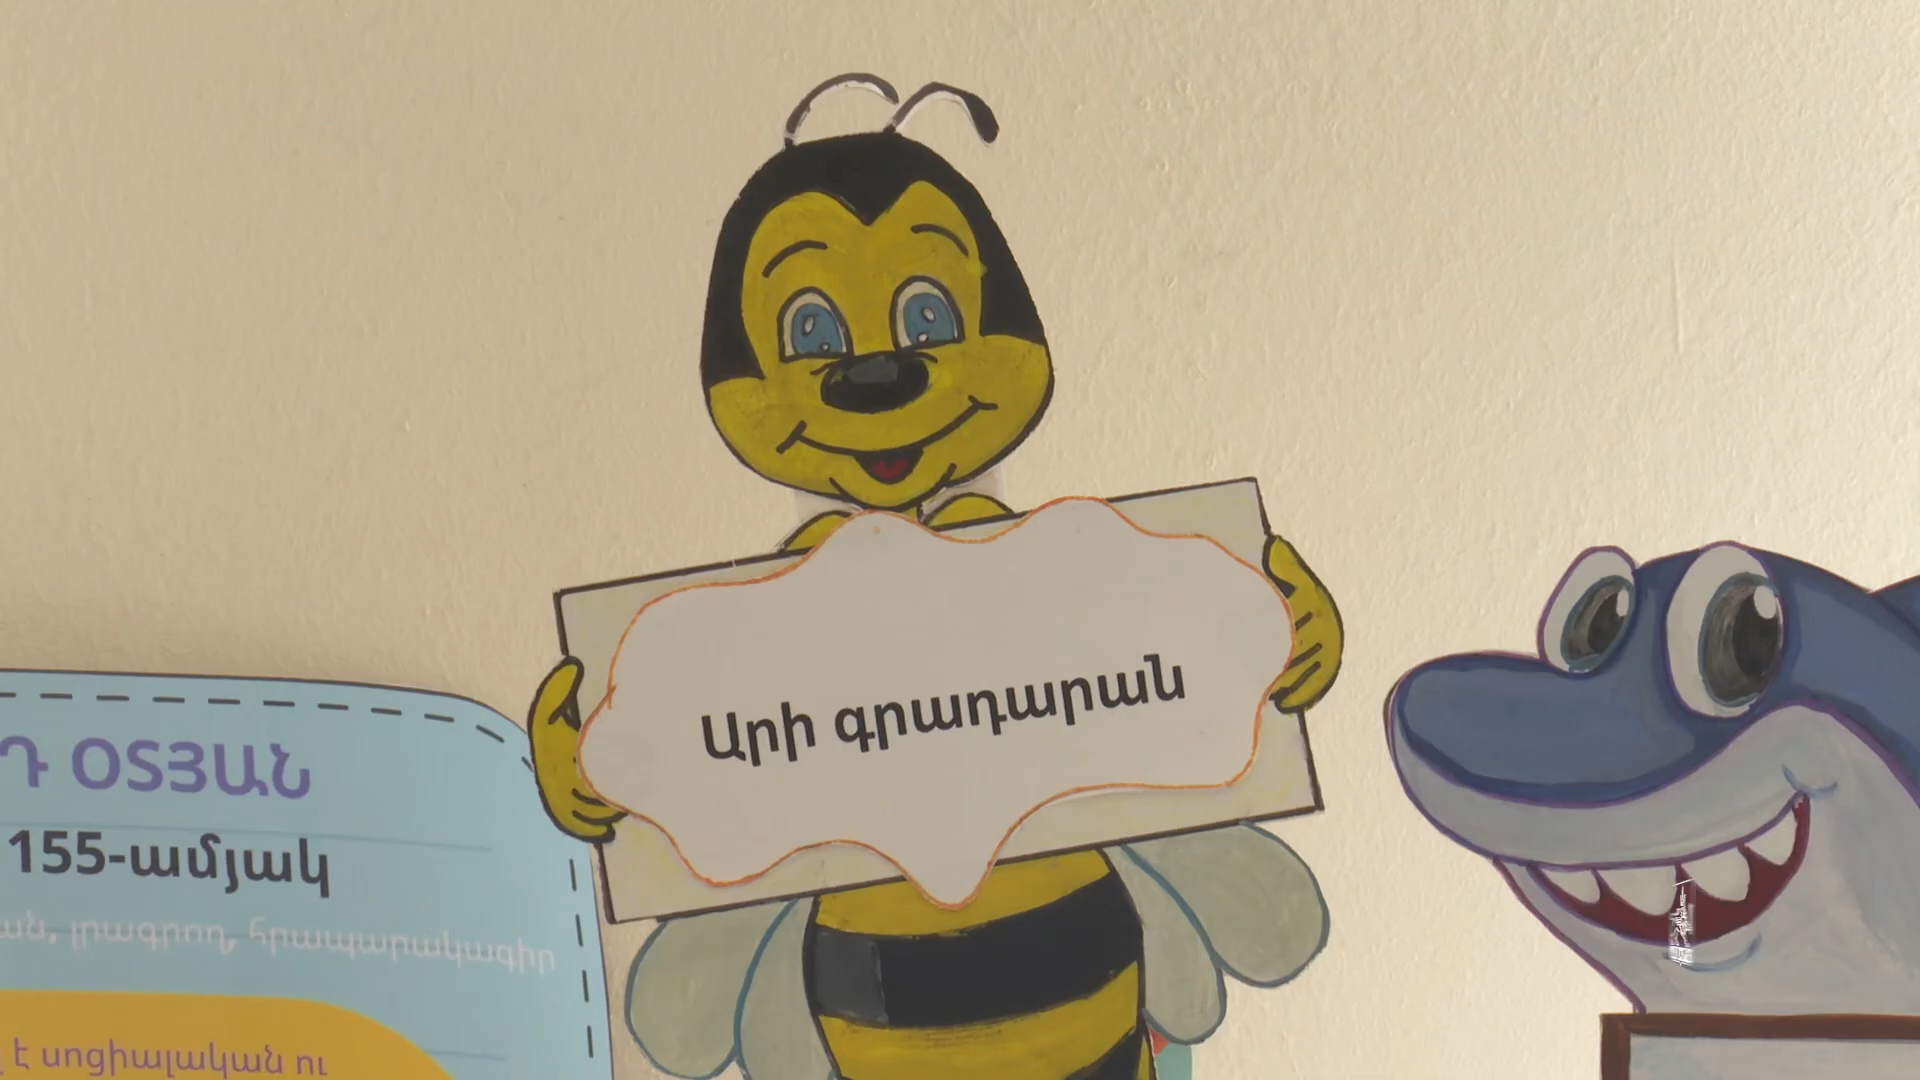 Դ ՕՏՅԱՆ
155-ամյակ
ան, լրագրող, հրապարակագիր
է սոցիալական ու
Արի գրադարան